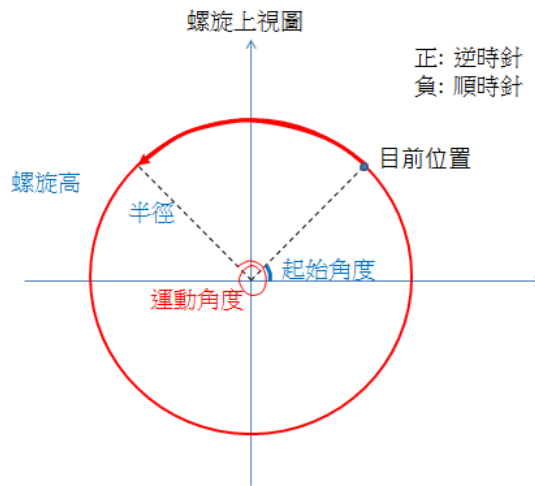 螺旋上視圖
正: 逆時針
負: 順時針
目前位置
螺旋高
半徑
起始角度
運動角度